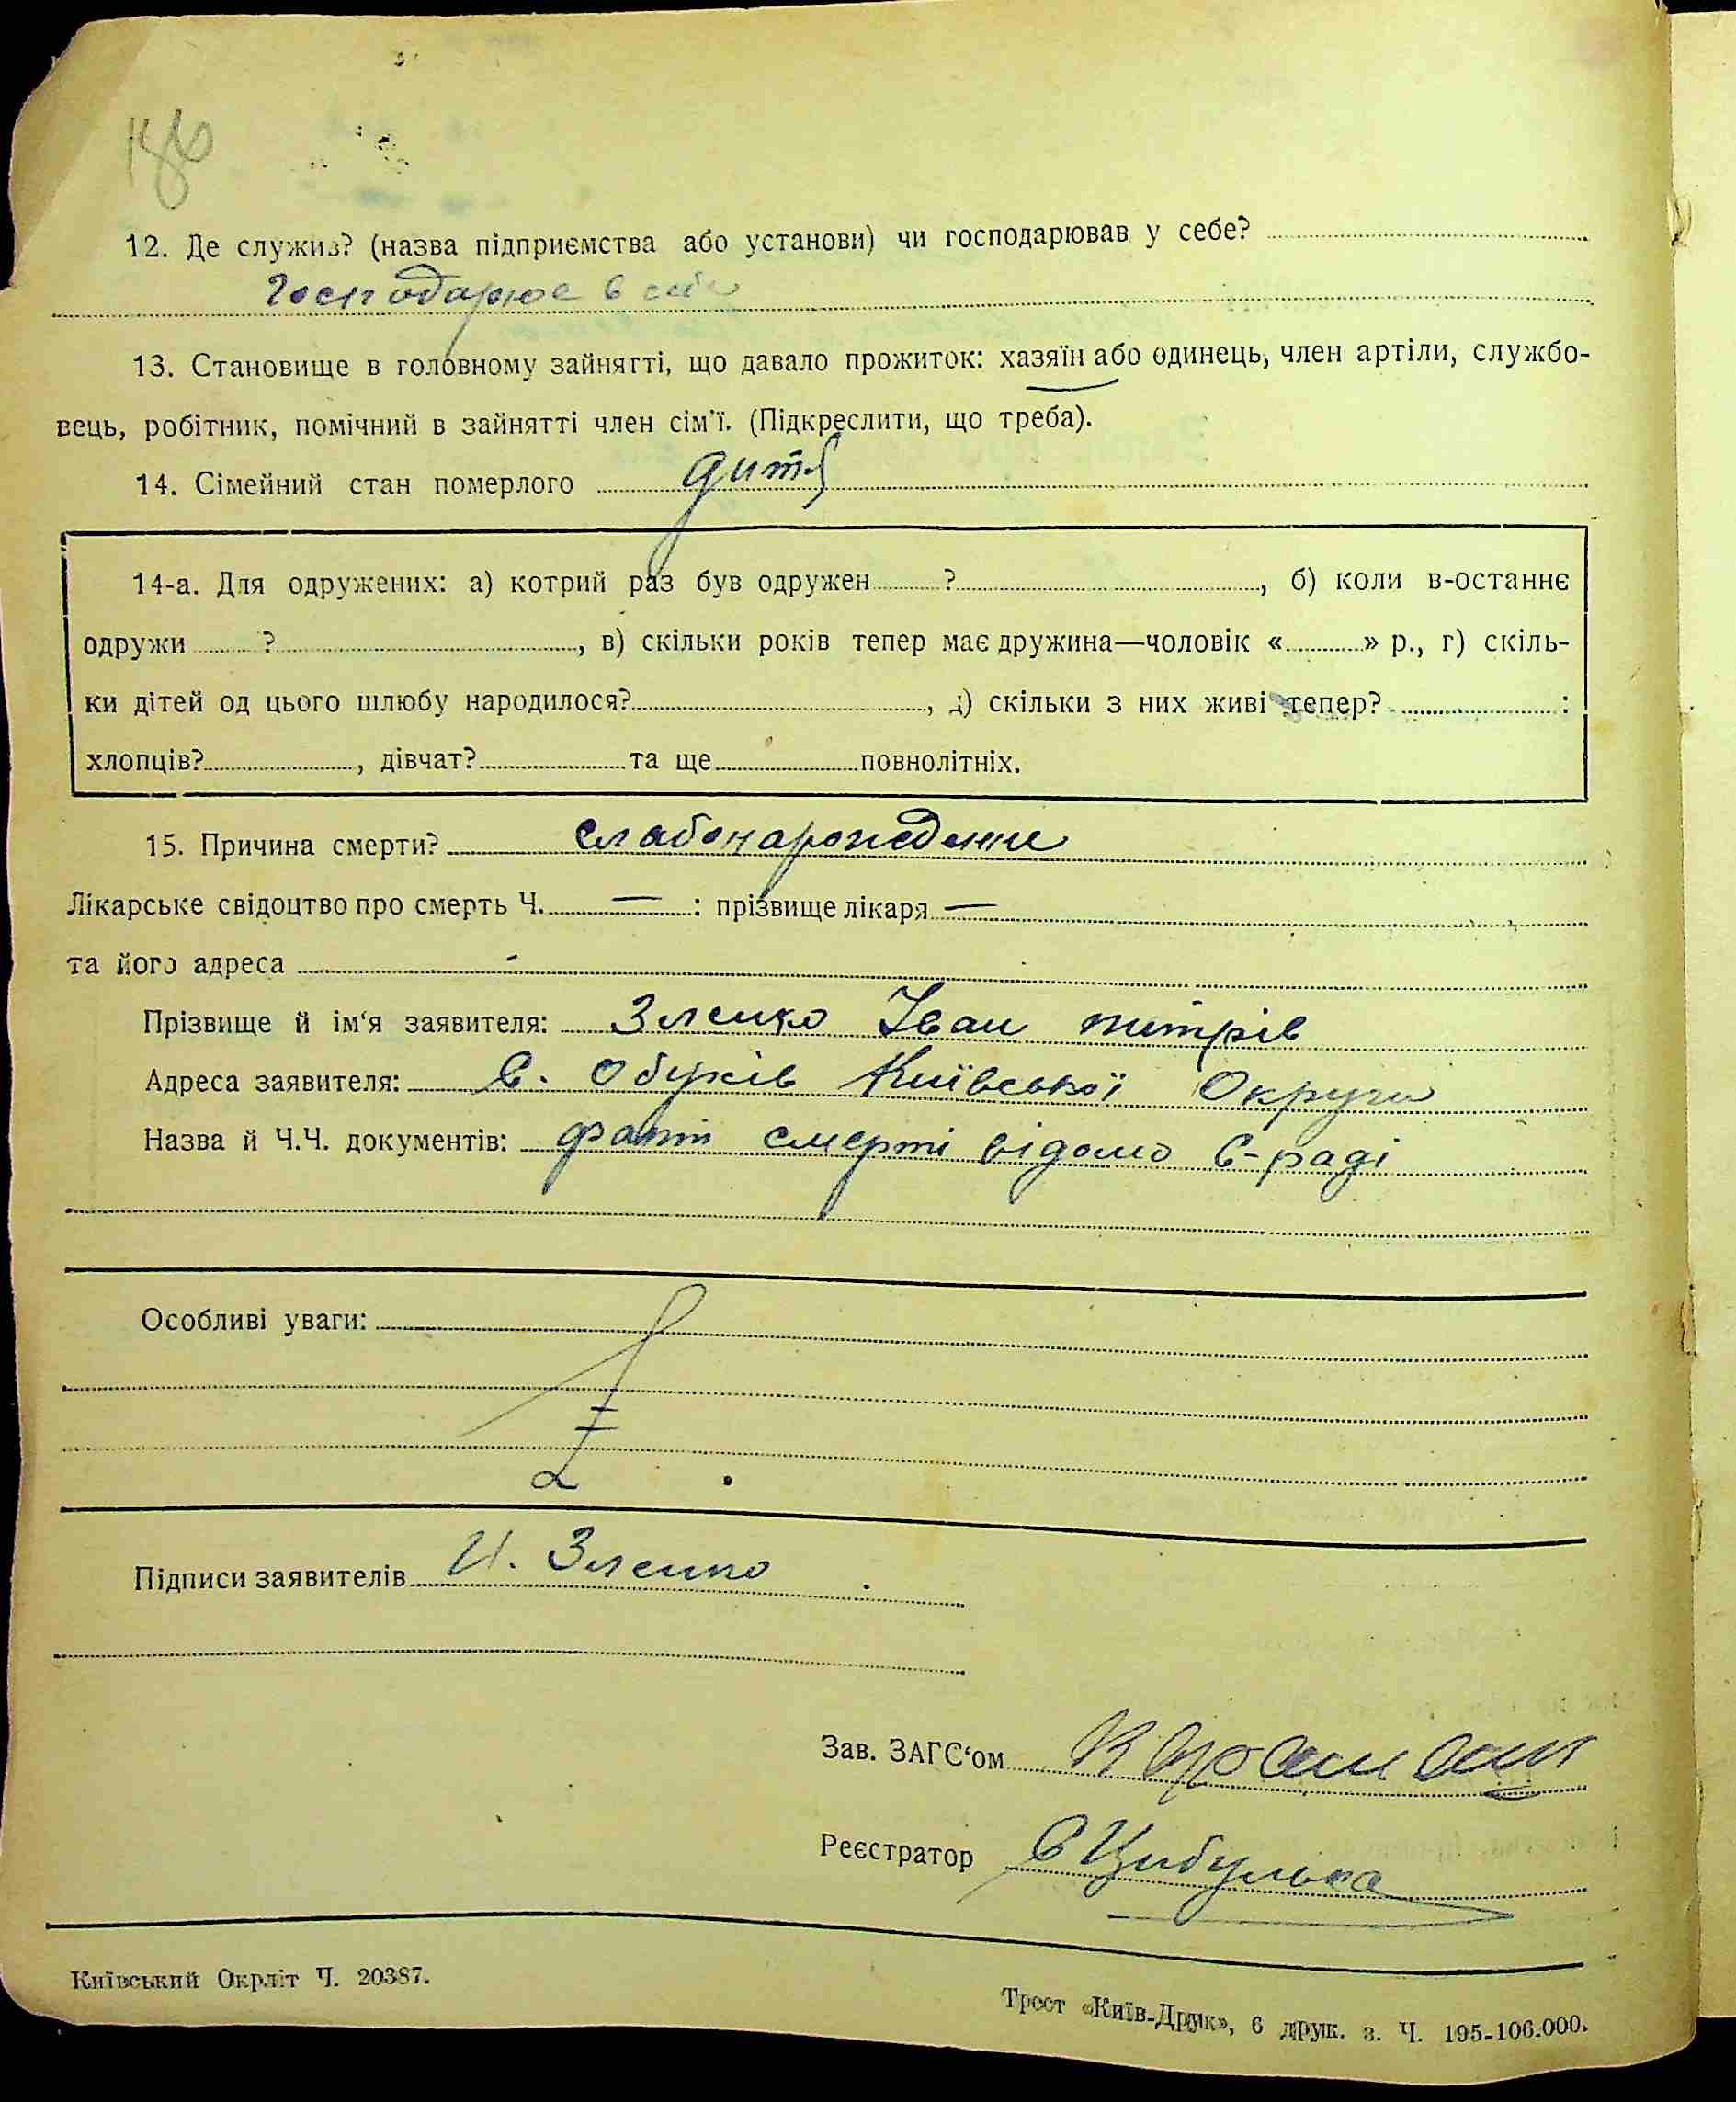 186
12. Де служив? (назва підприємства або установи) чи господарював у себе?
Господарює в себе
13. Становище в головному зайнятті, що давало прожиток: хазяїн або одинець, член артіли, службо-
вець, робітник, помічний в зайнятті член сім'ї. (Підкреслити, що треба).
14. Сімейний стан померлого дитя
14-а. Для одружених: а) котрий раз був одружен ?, б) коли в-останнє
одружи ?, в) скільки років тепер має дружина—чоловік « » р., г) скіль-
ки дітей од цього шлюбу народилося?, д) скільки з них живі тепер? :
хлопців?, дівчат? та ще повнолітніх.
15. Причина смерти? слабонарождение
Лікарське свідоцтво про смерть Ч. — : прізвище лікаря —
та його адреса -
Прізвище й ім'я заявителя: Зленко Іван митрів
Адреса заявителя: С. Обухів Київської Округи
Назва й Ч.Ч. документів: факт смерті відомо С-раді
Особливі уваги:
Підписи заявителів И. Зленко
Зав. ЗАГС'ом
Реєстратор Є Цибулька
Київський Окрліт Ч. 20387.
Трест «Київ-Друк», 6 друк. з. Ч. 195-106.000.